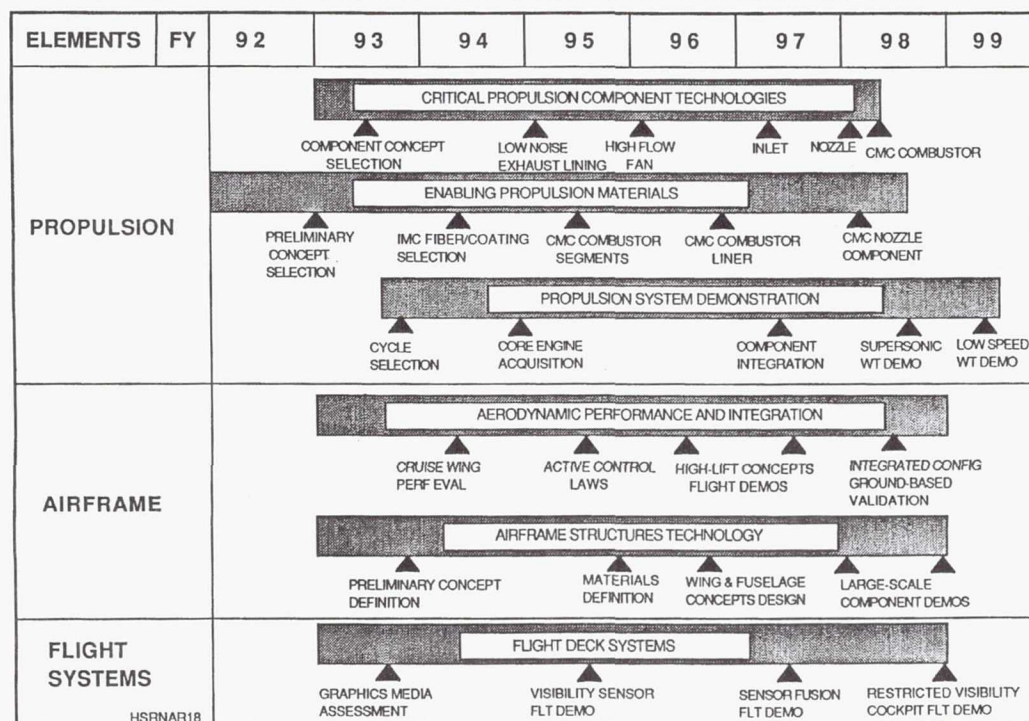 ELEMENTS FY 92 93 94 95 96 97 98 99
PROPULSION
CRITICAL PROPULSION COMPONENT TECHNOLOGIES
COMPONENT CONCEPT
SELECTION
LOW NOISE
EXHAUST LINING
HIGH FLOW
FAN
INLET
NOZZLE
CMC COMBUSTOR
ENABLING PROPULSION MATERIALS
PRELIMINARY
CONCEPT
SELECTION
IMC FIBER/COATING
SELECTION
CMC COMBUSTOR
SEGMENTS
CMC COMBUSTOR
LINER
CMC NOZZLE
COMPONENT
PROPULSION SYSTEM DEMONSTRATION
CYCLE
SELECTION
CORE ENGINE
ACQUISITION
COMPONENT
INTEGRATION
SUPERSONIC
WT DEMO
LOW SPEED
WT DEMO
AIRFRAME
AERODYNAMIC PERFORMANCE AND INTEGRATION
CRUISE WING
PERF EVAL
ACTIVE CONTROL
LAWS
HIGH-LIFT CONCEPTS
FLIGHT DEMOS
INTEGRATED CONFIG
GROUND-BASED
VALIDATION
AIRFRAME STRUCTURES TECHNOLOGY
PRELIMINARY CONCEPT
DEFINITION
MATERIALS
DEFINITION
WING & FUSELAGE
CONCEPTS DESIGN
LARGE-SCALE
COMPONENT DEMOS
FLIGHT
SYSTEMS
FLIGHT DECK SYSTEMS
GRAPHICS MEDIA
ASSESSMENT
VISIBILITY SENSOR
FLT DEMO
SENSOR FUSION
FLT DEMO
RESTRICTED VISIBILITY
COCKPIT FLT DEMO
HSRNAR18